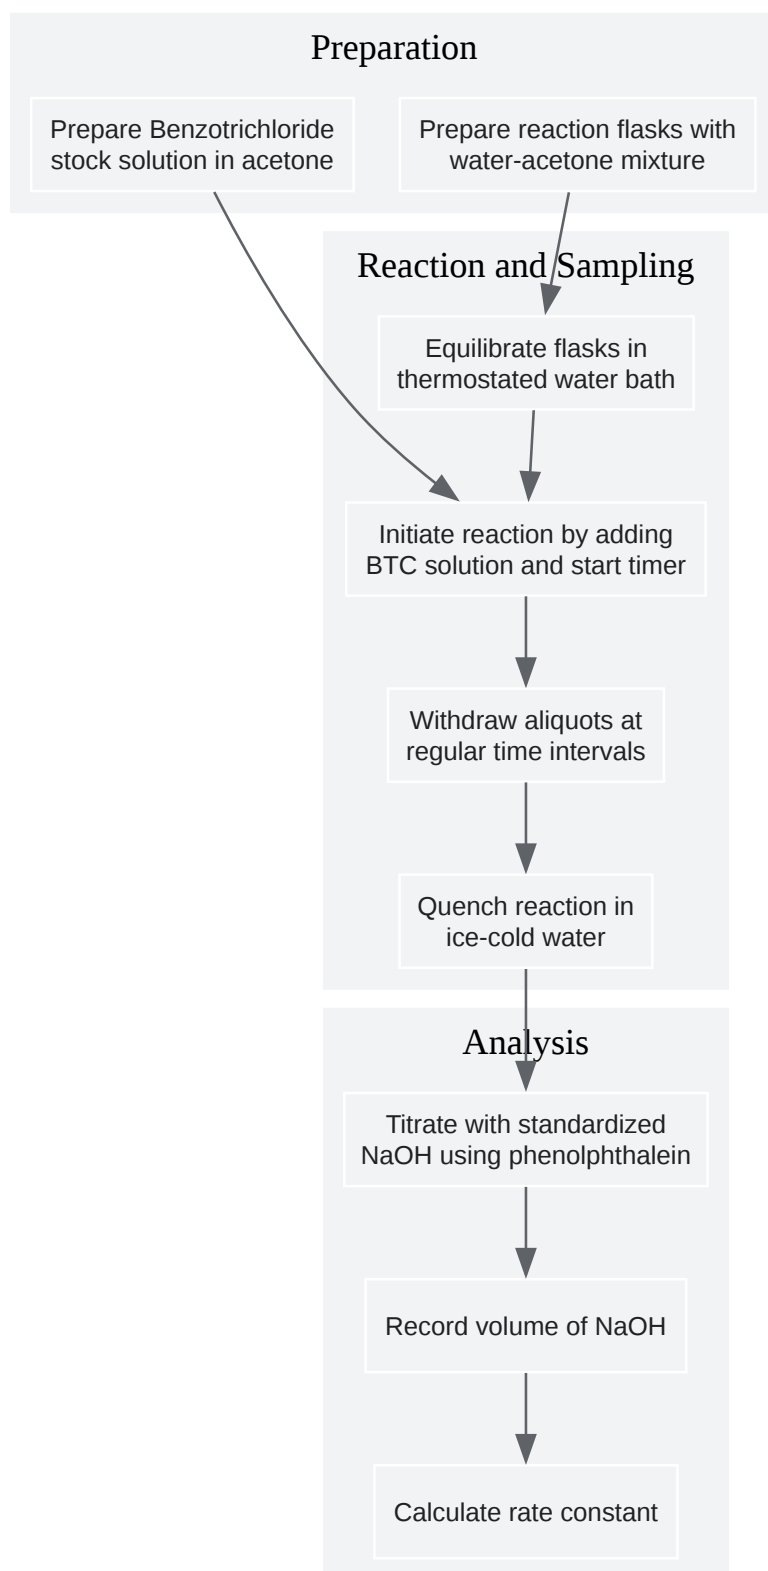 Preparation
Prepare Benzotrichloride
stock solution in acetone
Prepare reaction flasks with
water-acetone mixture
Reaction and Sampling
Equilibrate flasks in
thermostated water bath
Initiate reaction by adding
BTC solution and start timer
Withdraw aliquots at
regular time intervals
Quench reaction in
ice-cold water
Analysis
Titrate with standardized
NaOH using phenolphthalein
Record volume of NaOH
Calculate rate constant